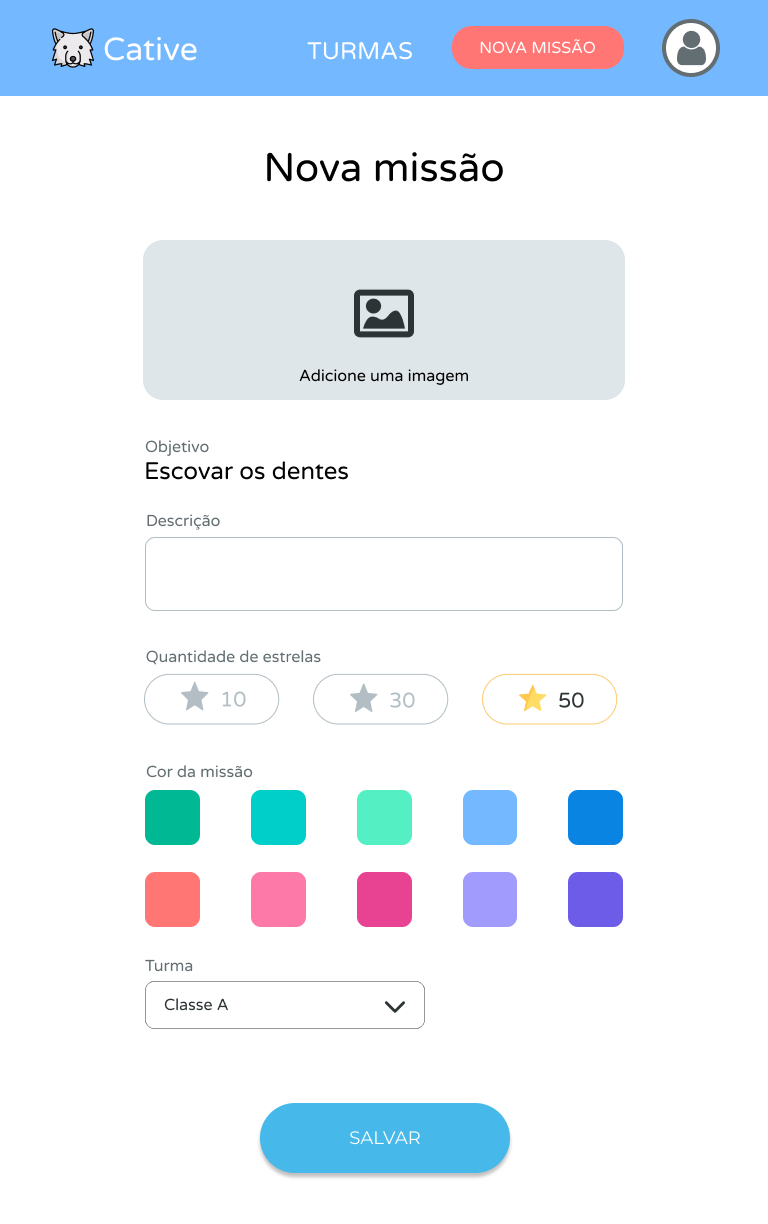 Cative
TURMAS
NOVA MISSÃO
Nova missão
Adicione uma imagem
Objetivo
Escovar os dentes
Descrição
Quantidade de estrelas
10
30
50
Cor da missão
Turma
Classe A
SALVAR